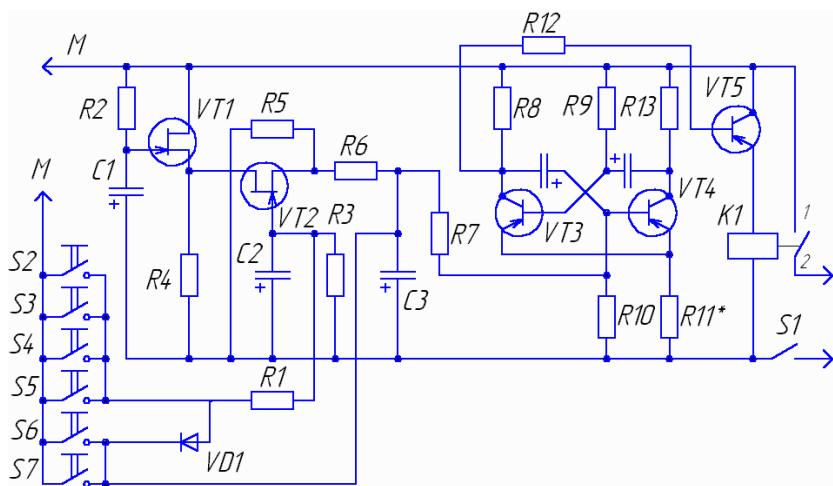 R12
M
R2
VT1
R5
R8
R9
R13
VT5
R6
C1
M
VT2
R3
VT3
VT4
K1
1
2
R7
S2
R4
C2
C3
S3
R10
R11*
S1
S4
S5
R1
S6
VD1
S7
+
+
+
+
+